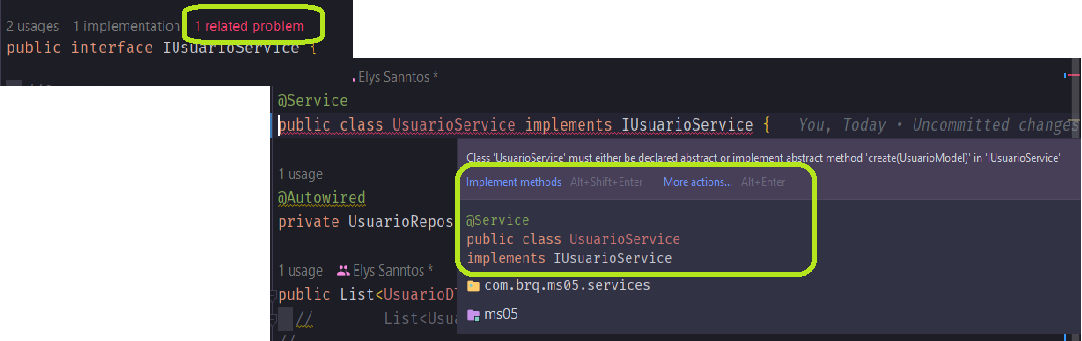 2 usages 1 implementation 1 related problem
public interface IUsuarioService {
Elys Sanntos *
@Service
public class UsuarioService implements IUsuarioService { You, Today • Uncommitted changes
Class 'UsuarioService' must either be declared abstract or implement abstract method 'create(UsuarioModel)' in 'UsuarioService'
1 usage
Implement methods Alt+Shift+Enter More actions... Alt+Enter
@Autowired
private UsuarioRepos
@Service
public class UsuarioService
implements IUsuarioService
1 usage Elys Sanntos *
com.brq.ms05.services
public List<UsuarioD
// List<Usua
ms05
//